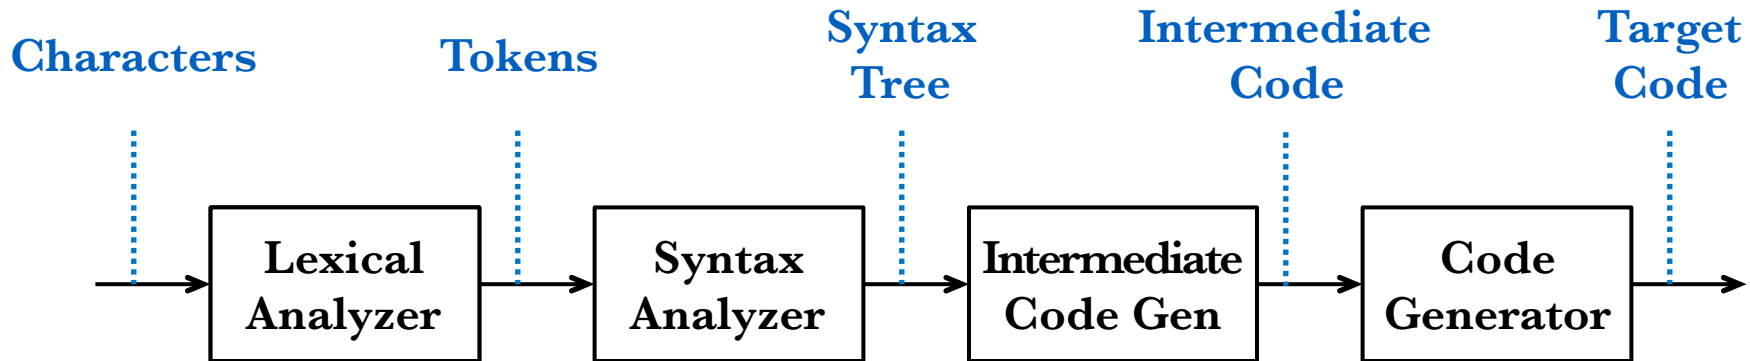 Characters
Tokens
Syntax
Tree
Intermediate
Code
Target
Code
Lexical
Analyzer
Syntax
Analyzer
Intermediate
Code Gen
Code
Generator